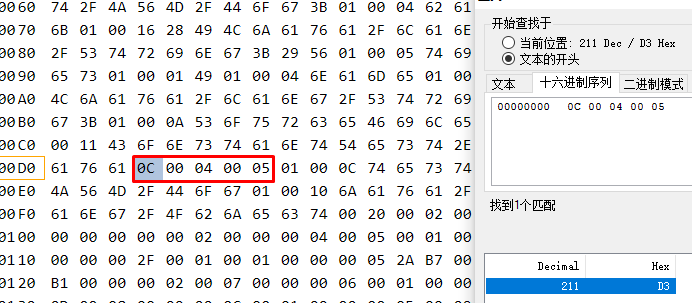 0060 74 2F 4A 56 4D 2F 44 6F 67 3B 01 00 04 62 61
0070 6B 01 00 16 28 49 4C 6A 61 76 61 2F 6C 61 6E
0080 2F 53 74 72 69 6E 67 3B 29 56 01 00 05 74 69
0090 65 73 01 00 01 49 01 00 04 6E 61 6D 65 01 00
00A0 4C 6A 61 76 61 2F 6C 61 6E 67 2F 53 74 72 69
00B0 67 3B 01 00 0A 53 6F 75 72 63 65 46 69 6C 65
00C0 00 11 43 6F 6E 73 74 61 6E 74 54 65 73 74 2E
00D0 61 76 61 0C 00 04 00 05 01 00 0C 74 65 73 74
00E0 4A 56 4D 2F 44 6F 67 01 00 10 6A 61 76 61 2F
00F0 61 6E 67 2F 4F 62 6A 65 63 74 00 20 00 02 00
0100 00 00 00 00 02 00 00 00 04 00 05 00 01 00
0110 00 00 2F 00 01 00 01 00 00 00 05 2A B7 00
0120 B1 00 00 00 02 00 07 00 00 00 06 00 01 00 00
开始查找于
当前位置: 211 Dec / D3 Hex
文本的开头
文本 十六进制序列 二进制模式
00000000 0C 00 04 00 05
找到1个匹配
Decimal Hex
211 D3